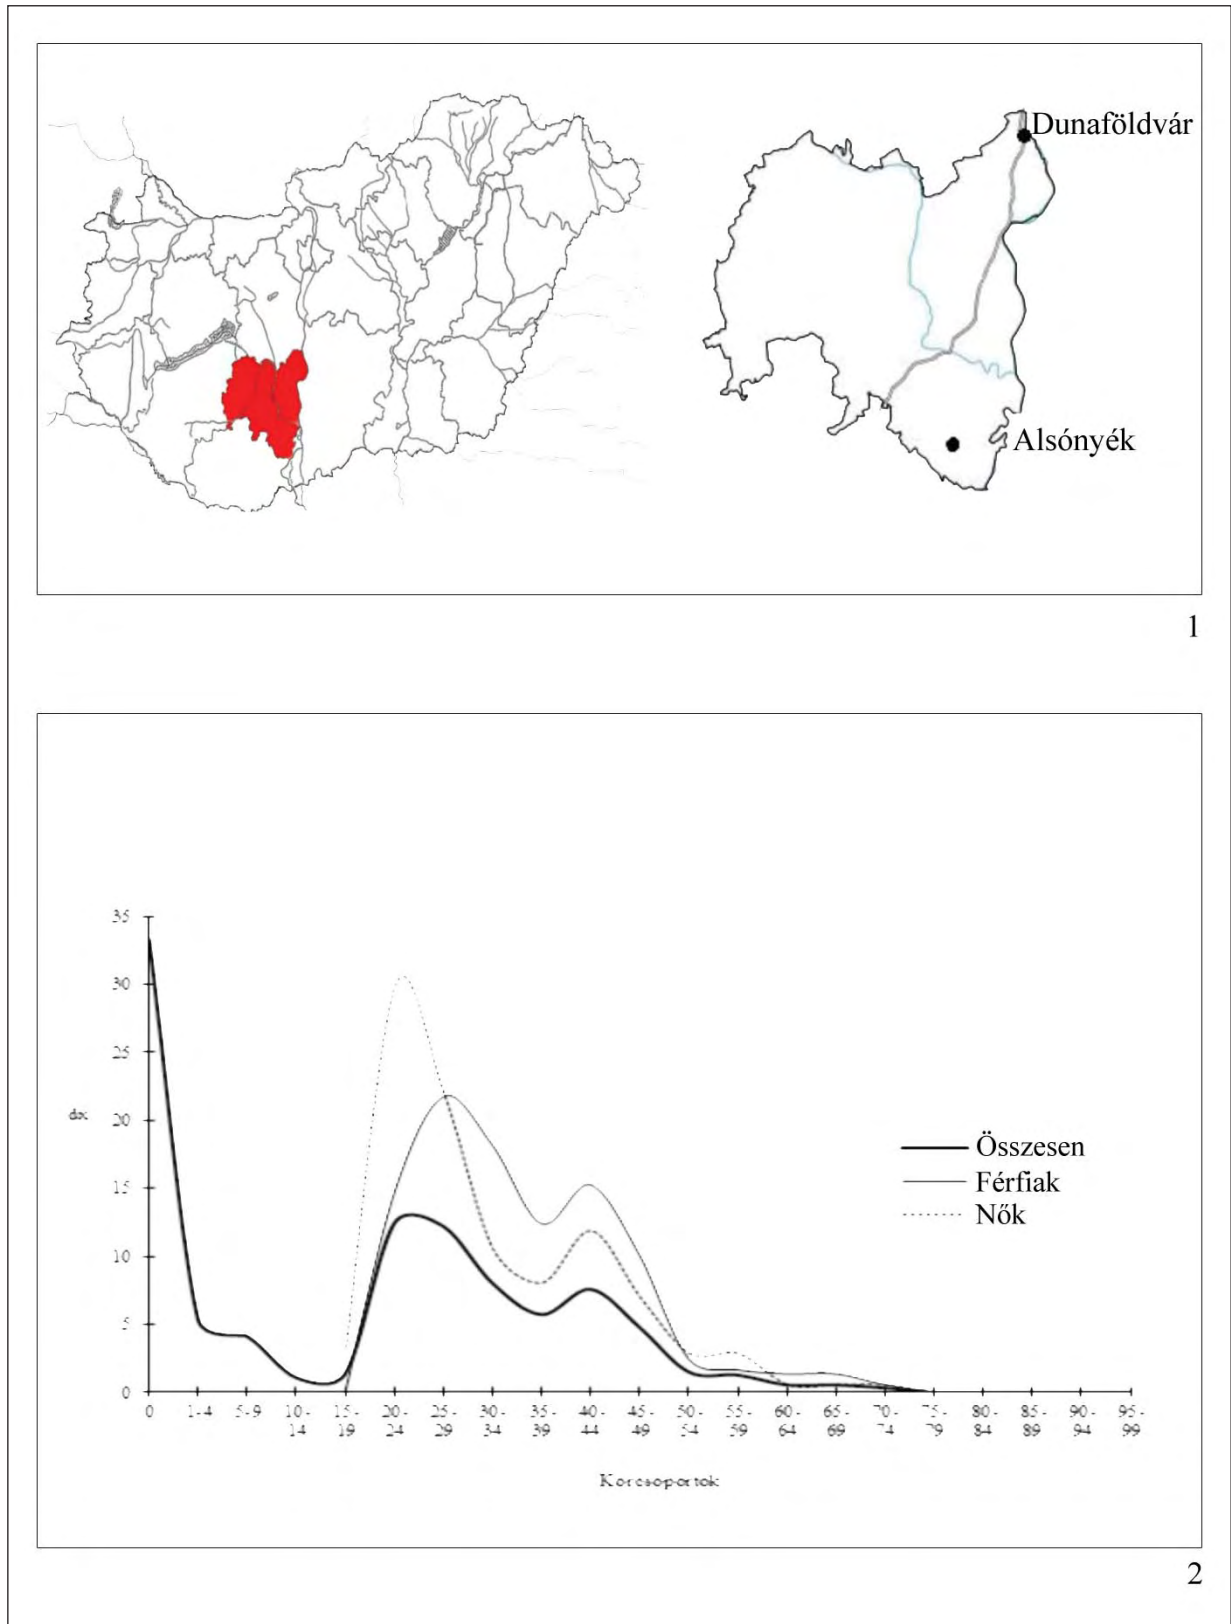 Dunaföldvár
Alsónyék
1
35
30
25
dx
20
15
10
5
0
Összesen
Férfiak
Nők
0 1-4 5-9 10- 15- 20- 25- 30- 35- 40- 45- 50- 55- 60- 65- 70- 75- 80- 85- 90- 95-
14 19 24 29 34 39 44 49 54 59 64 69 74 79 84 89 94 99
Korcsoportok
2